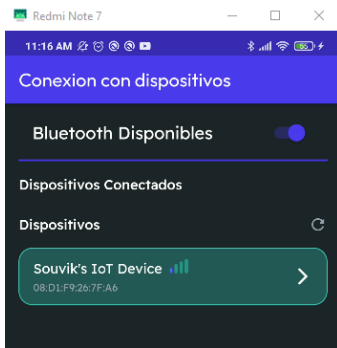 Redmi Note 7
11:16 AM
Conexion con dispositivos
Bluetooth Disponibles
Dispositivos Conectados
Dispositivos
Souvik's IoT Device
08:D1:F9:26:7F:A6